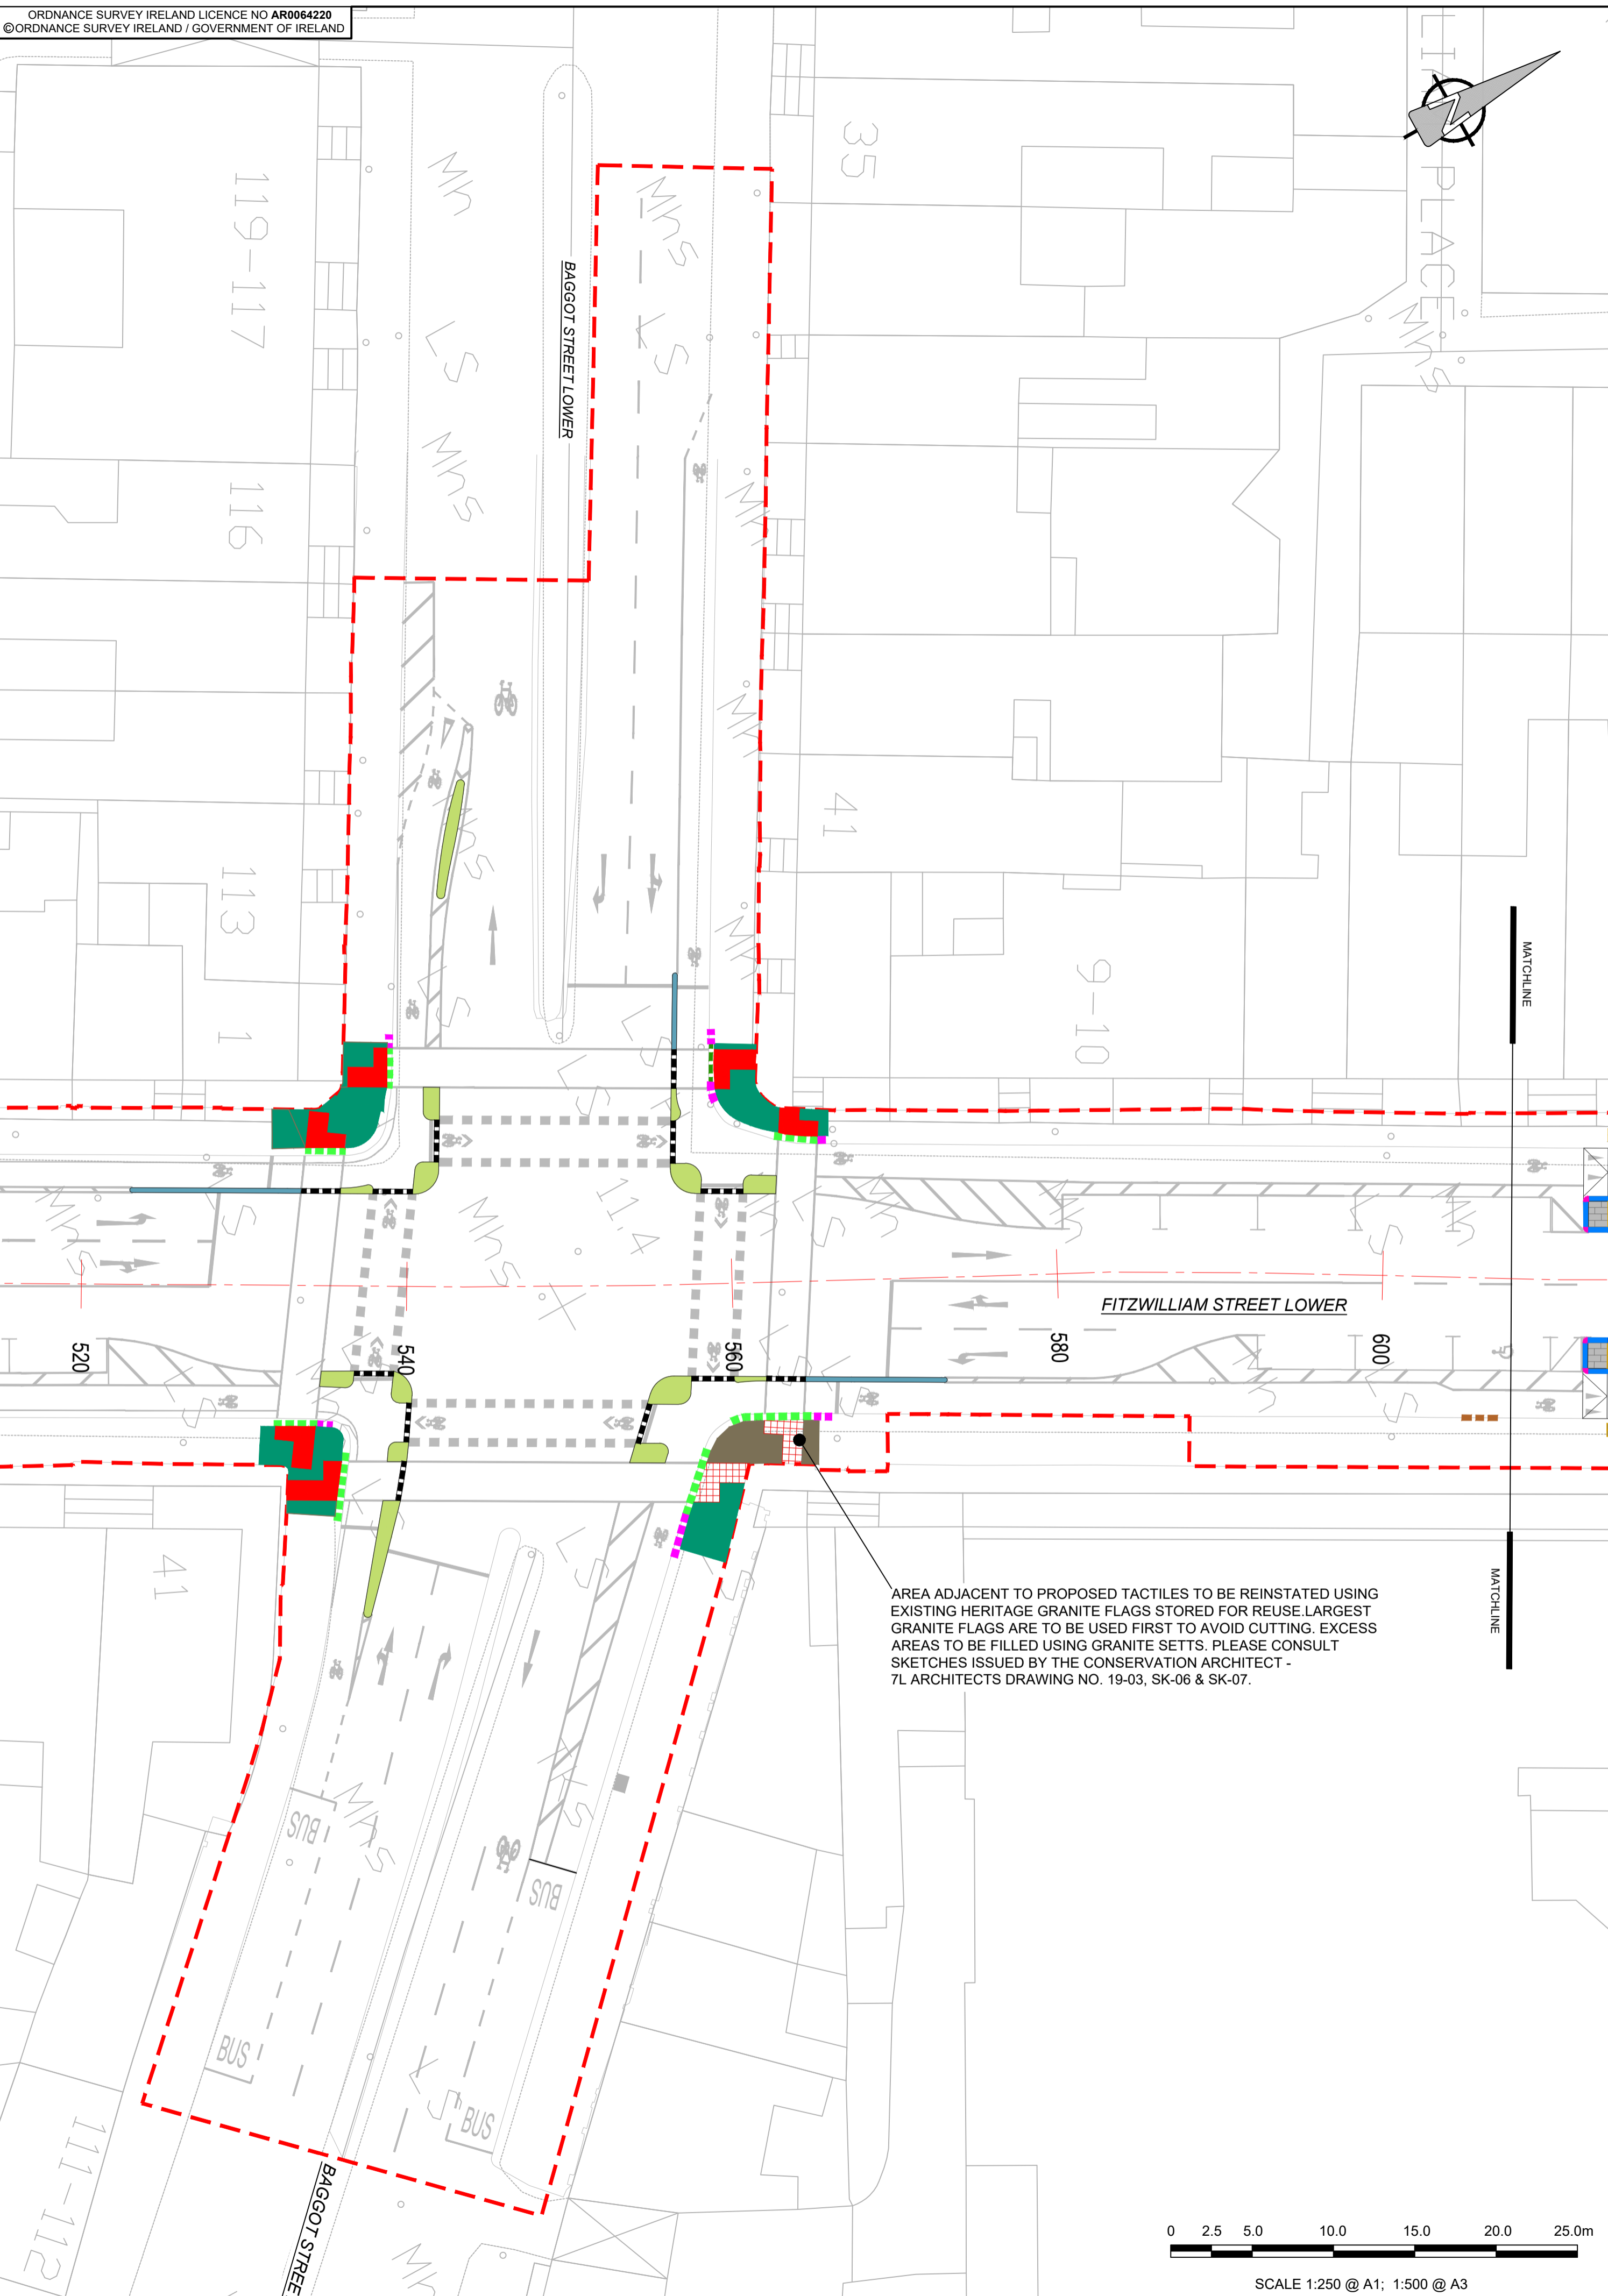 ORDNANCE SURVEY IRELAND LICENCE NO AR0064220
©ORDNANCE SURVEY IRELAND / GOVERNMENT OF IRELAND
PLACE
35
119-117
BAGGOT STREET LOWER
116
41
113
9-10
1
MATCHLINE
11.4
FITZWILLIAM STREET LOWER
520
540
560
580
600
41
MATCHLINE
AREA ADJACENT TO PROPOSED TACTILES TO BE REINSTATED USING
EXISTING HERITAGE GRANITE FLAGS STORED FOR REUSE.LARGEST
GRANITE FLAGS ARE TO BE USED FIRST TO AVOID CUTTING. EXCESS
AREAS TO BE FILLED USING GRANITE SETTS. PLEASE CONSULT
SKETCHES ISSUED BY THE CONSERVATION ARCHITECT -
7L ARCHITECTS DRAWING NO. 19-03, SK-06 & SK-07.
BUS
BUS
BUS
BUS
111-112
BAGGOT STREE
0 2.5 5.0 10.0 15.0 20.0 25.0m
SCALE 1:250 @ A1; 1:500 @ A3